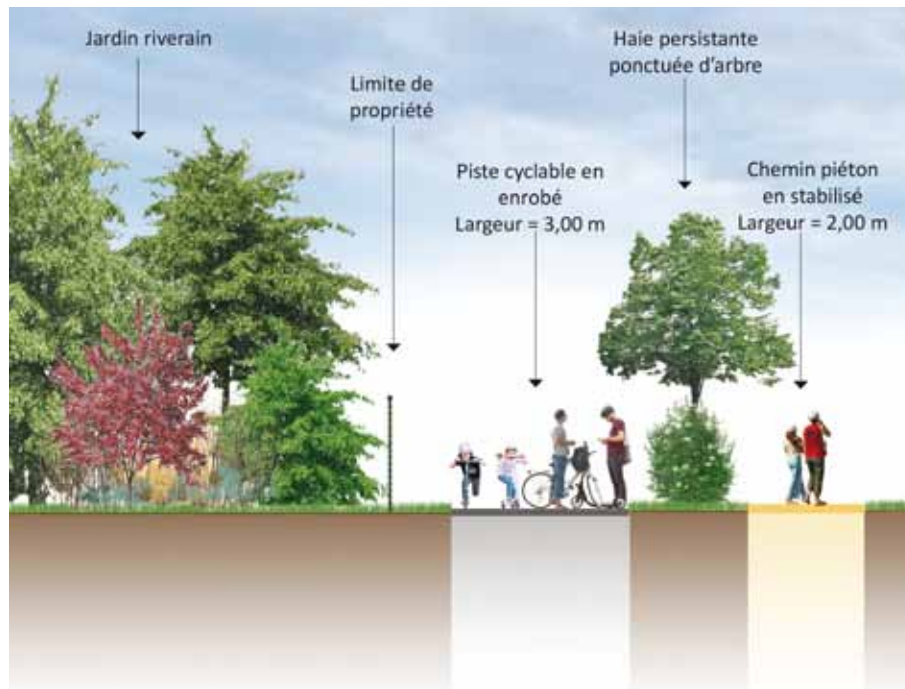 Jardin riverain
Limite de
propriété
Piste cyclable en
enrobé
Largeur = 3,00 m
Haie persistante
ponctuée d'arbre
Chemin piéton
en stabilisé
Largeur = 2,00 m